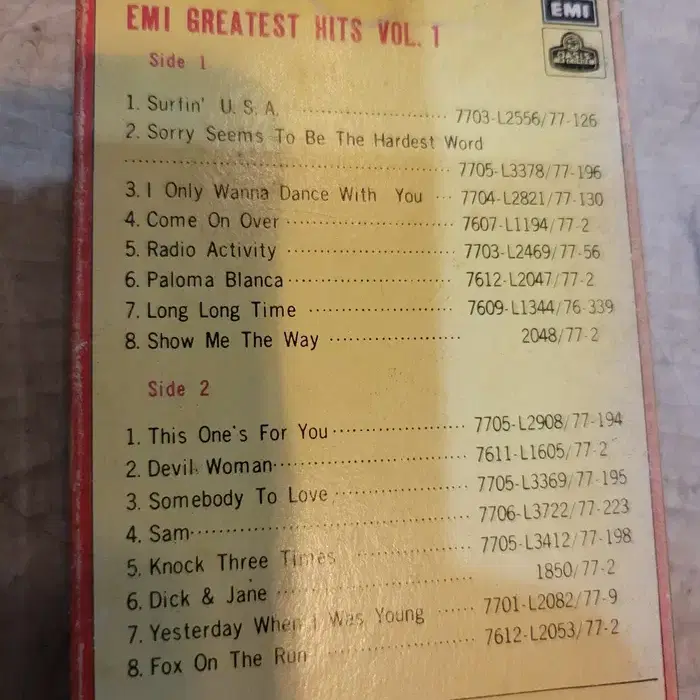 EMI GREATEST HITS VOL. 1
EMI
OASIS
Side 1
1. Surfin' U. S. A. .......................... 7703-L2556/77-126
2. Sorry Seems To Be The Hardest Word
.......................................................... 7705-L3378/77-196
3. I Only Wanna Dance With You ... 7704-L2821/77-130
4. Come On Over ............................ 7607-L1194/77-2
5. Radio Activity ............................. 7703-L2469/77-56
6. Paloma Blanca ............................ 7612-L2047/77-2
7. Long Long Time ........................ 7609-L1344/76-339
8. Show Me The Way ...................... 2048/77-2
Side 2
1. This One's For You ...................... 7705-L2908/77-194
2. Devil Woman ............................... 7611-L1605/77-2
3. Somebody To Love ..................... 7705-L3369/77-195
4. Sam .............................................. 7706-L3722/77-223
5. Knock Three Times .................... 7705-L3412/77-198
6. Dick & Jane ................................ 1850/77-2
7. Yesterday When I Was Young ...... 7701-L2082/77-9
8. Fox On The Run ........................ 7612-L2053/77-2